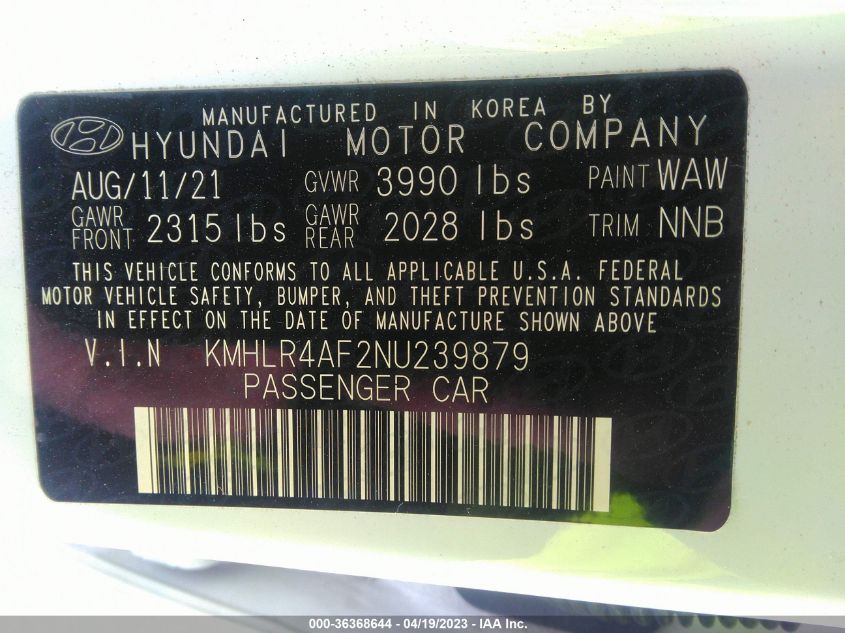 MANUFACTURED IN KOREA BY
HYUNDAI MOTOR COMPANY
AUG/11/21 GVWR 3990 lbs PAINT WAW
GAWR FRONT 2315 lbs GAWR REAR 2028 lbs TRIM NNB
THIS VEHICLE CONFORMS TO ALL APPLICABLE U.S.A. FEDERAL
MOTOR VEHICLE SAFETY, BUMPER, AND THEFT PREVENTION STANDARDS
IN EFFECT ON THE DATE OF MANUFACTURE SHOWN ABOVE
V.I.N KMHLR4AF2NU239879
PASSENGER CAR
000-36368644 - 04/19/2023 - IAA Inc.